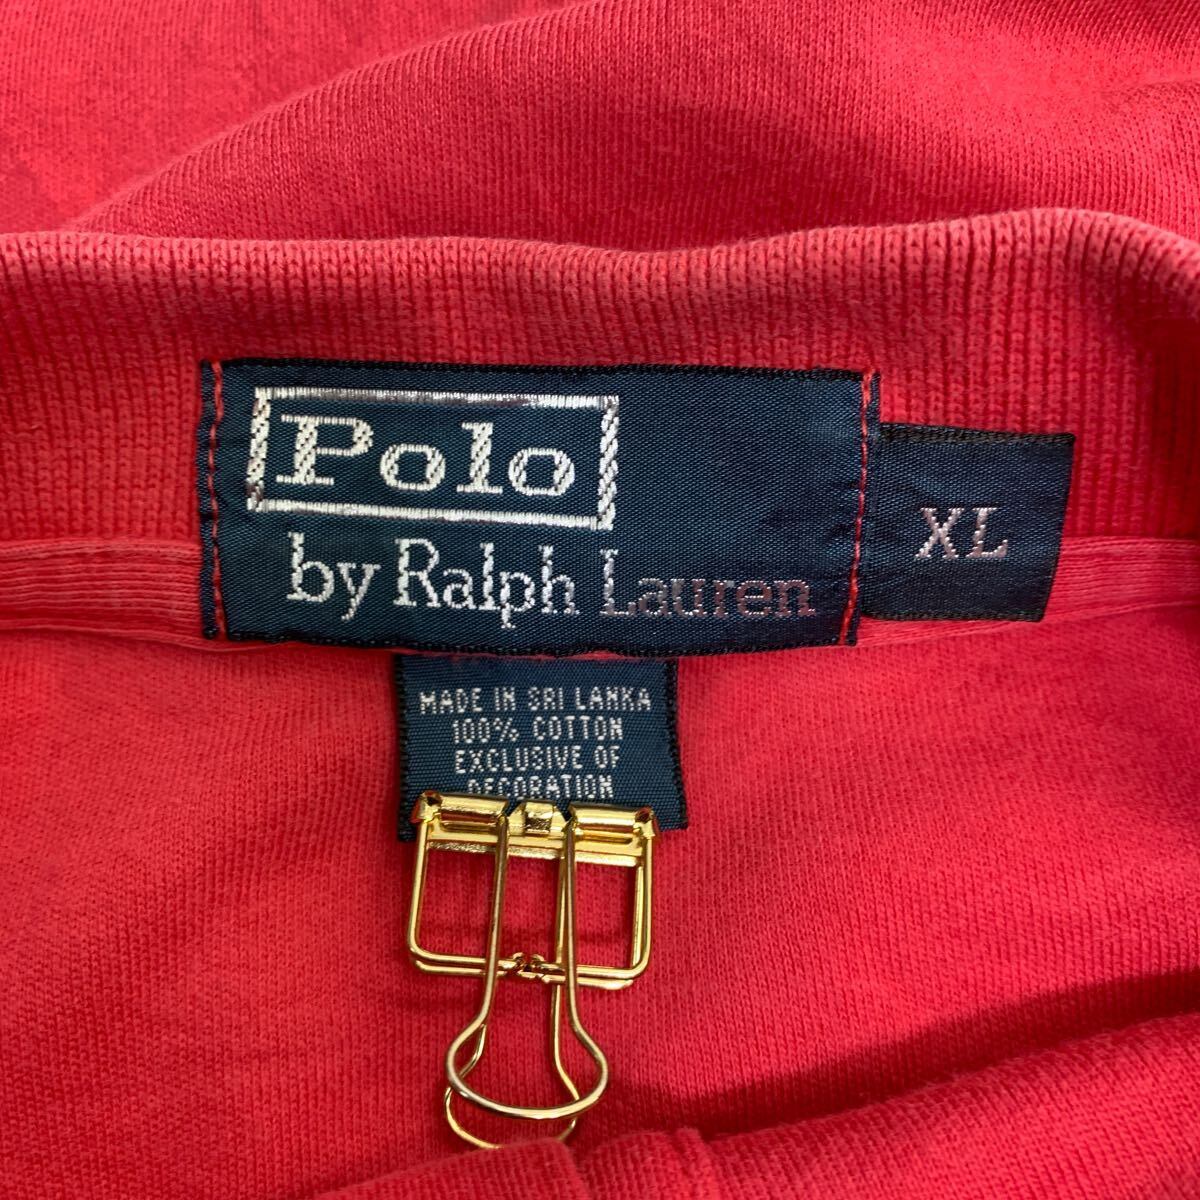 Polo
by Ralph Lauren
XL
MADE IN SRI LANKA
100% COTTON
EXCLUSIVE OF
DECORATION